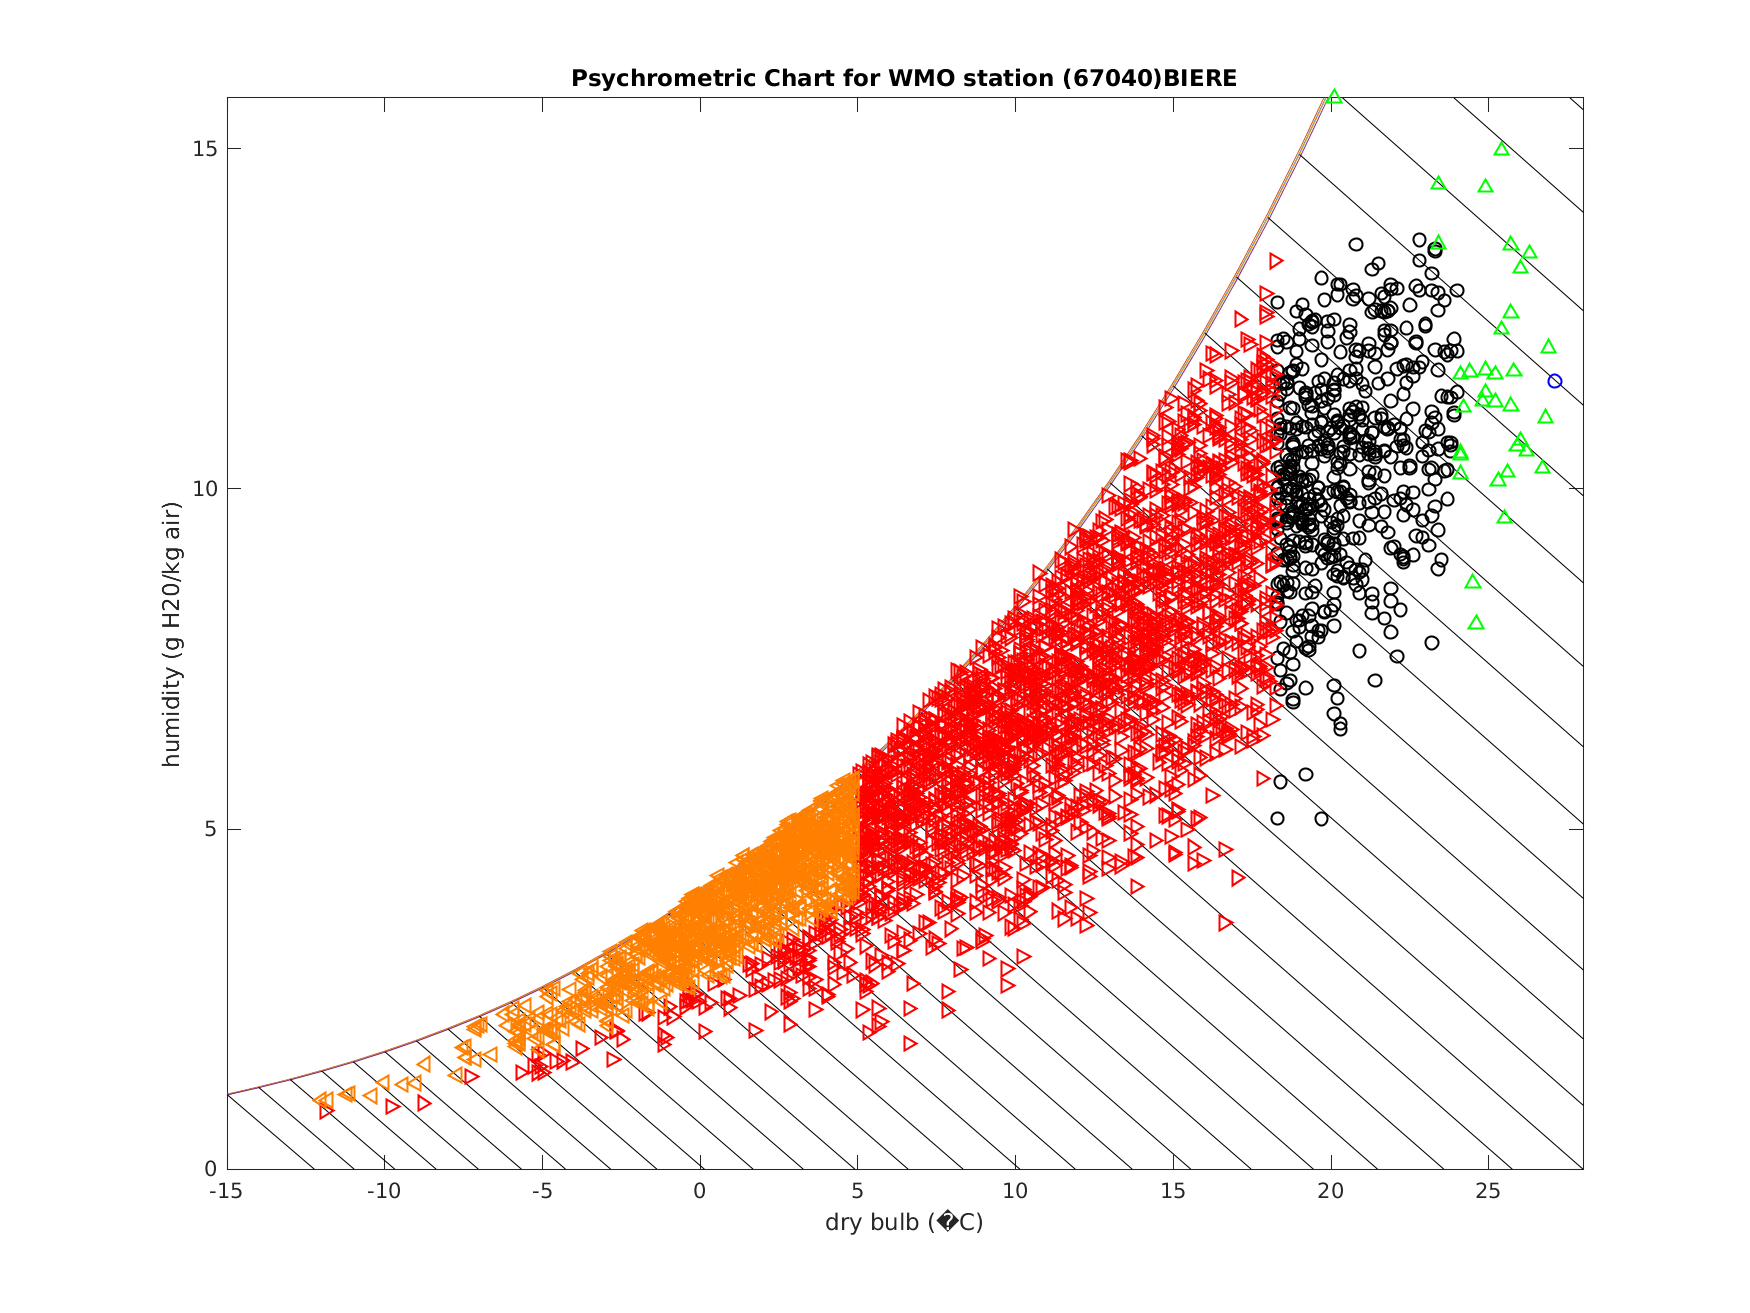 Psychrometric Chart for WMO station (67040)BIERE
15
10
5
0
humidity (g H20/kg air)
-15 -10 -5 0 5 10 15 20 25
dry bulb (�C)